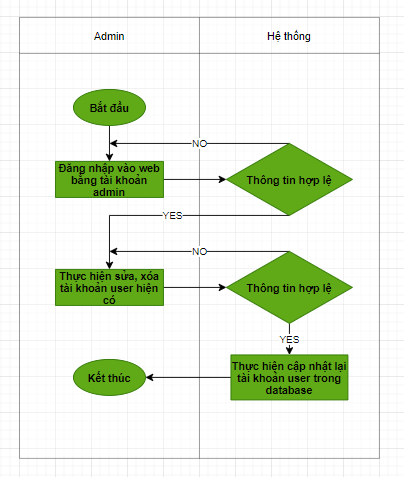 Admin
Hệ thống
Bắt đầu
NO
Đăng nhập vào web
bằng tài khoản
admin
Thông tin hợp lệ
YES
NO
Thực hiện sửa, xóa
tài khoản user hiện
có
Thông tin hợp lệ
YES
Thực hiện cập nhật lại
tài khoản user trong
database
Kết thúc